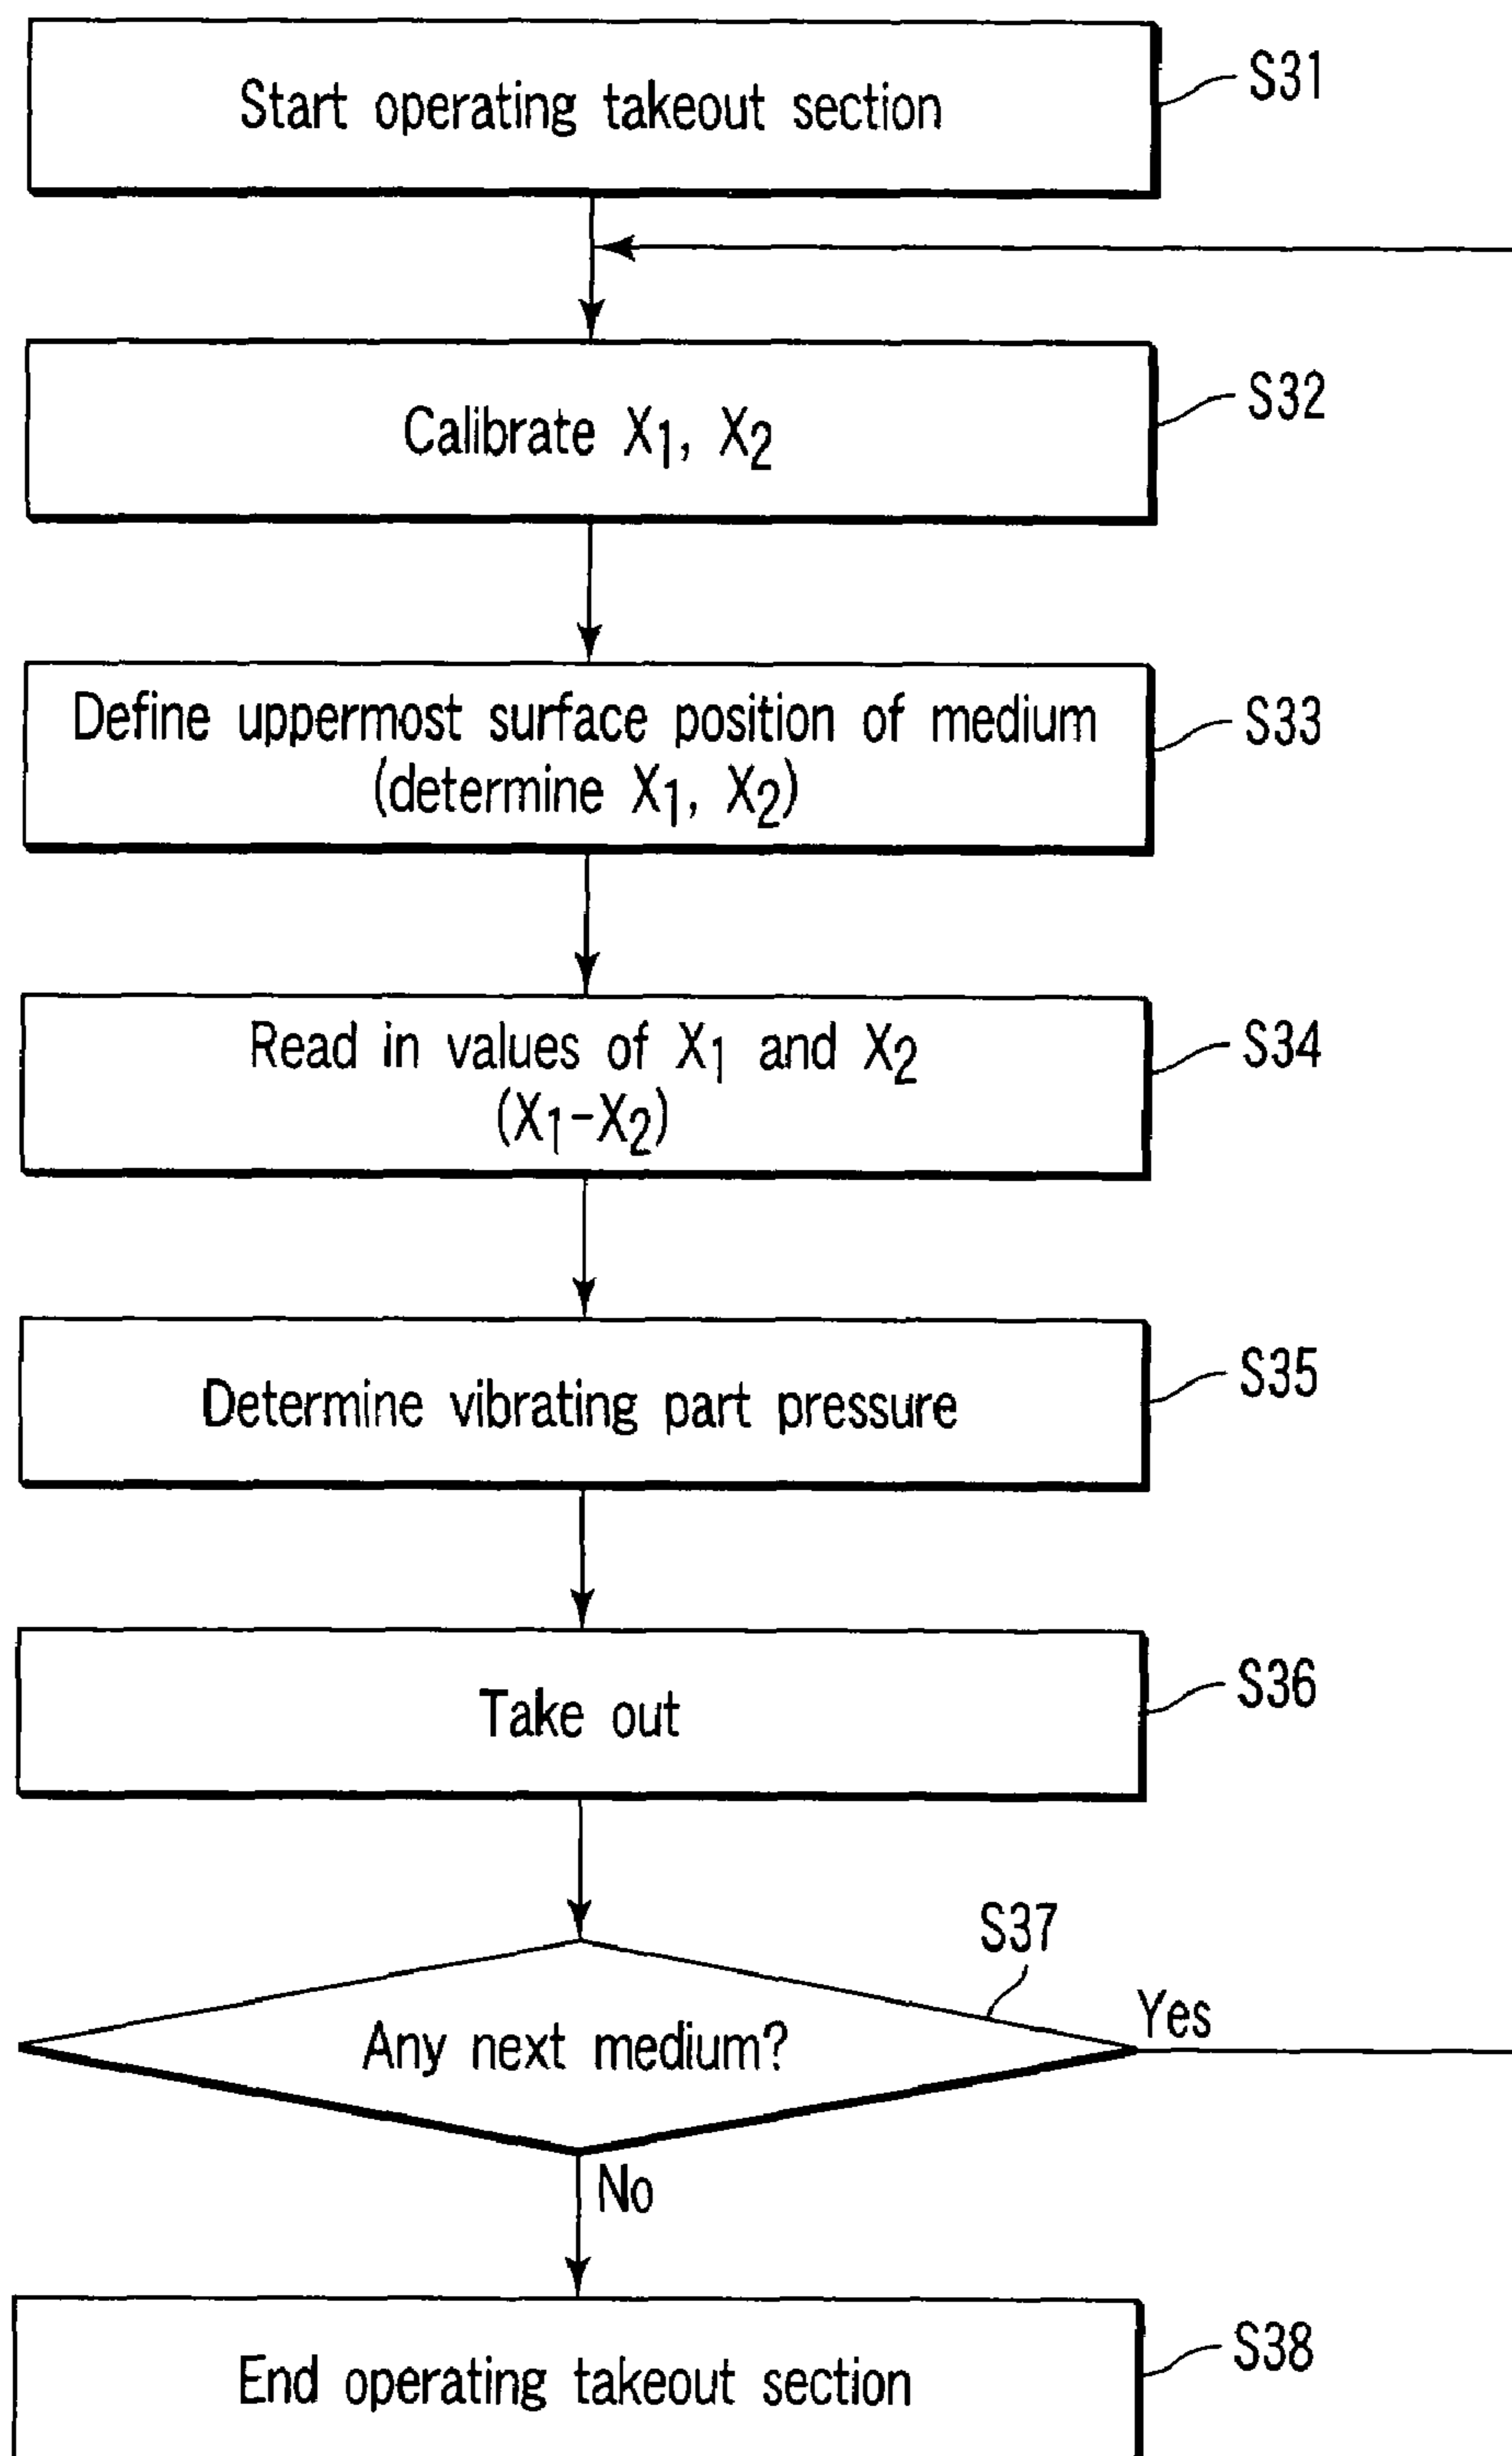 Start operating takeout section
S31
Calibrate X1, X2
S32
Define uppermost surface position of medium
(determine X1, X2)
S33
Read in values of X1 and X2
(X1-X2)
S34
Determine vibrating part pressure
S35
Take out
S36
S37
Any next medium?
Yes
No
End operating takeout section
S38